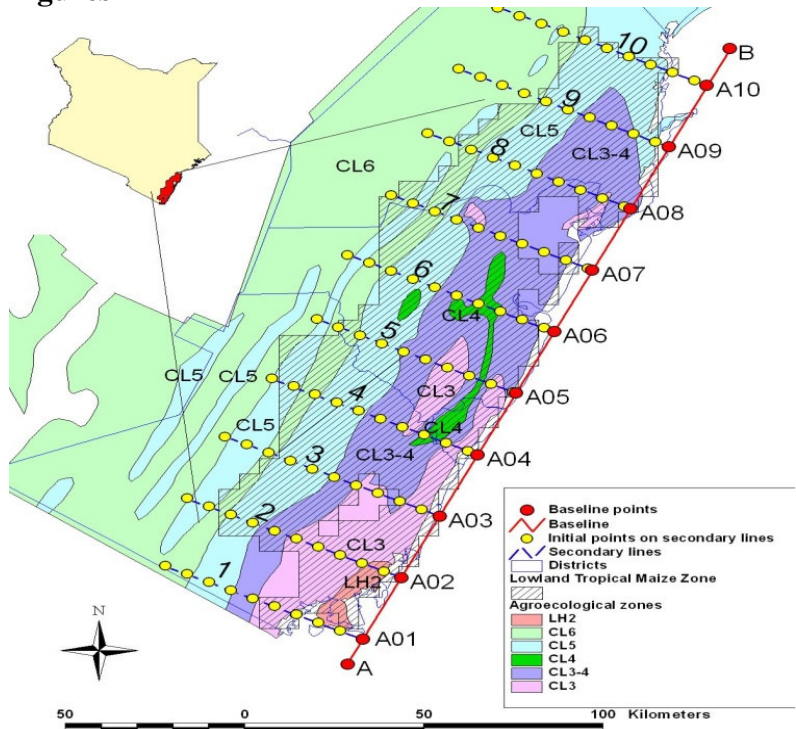 10
B
A10
9
CL5
CL3-4
A09
8
CL6
A08
7
A07
6
CL4
A06
5
CL5
CL5
CL3
A05
4
CL5
CL4
A04
3
CL3-4
A03
2
CL3
A02
1
LH2
A01
N
A
Baseline points
Baseline
Initial points on secondary lines
Secondary lines
Districts
Lowland Tropical Maize Zone
Agroecological zones
LH2
CL6
CL5
CL4
CL3-4
CL3
50 0 50 100 Kilometers